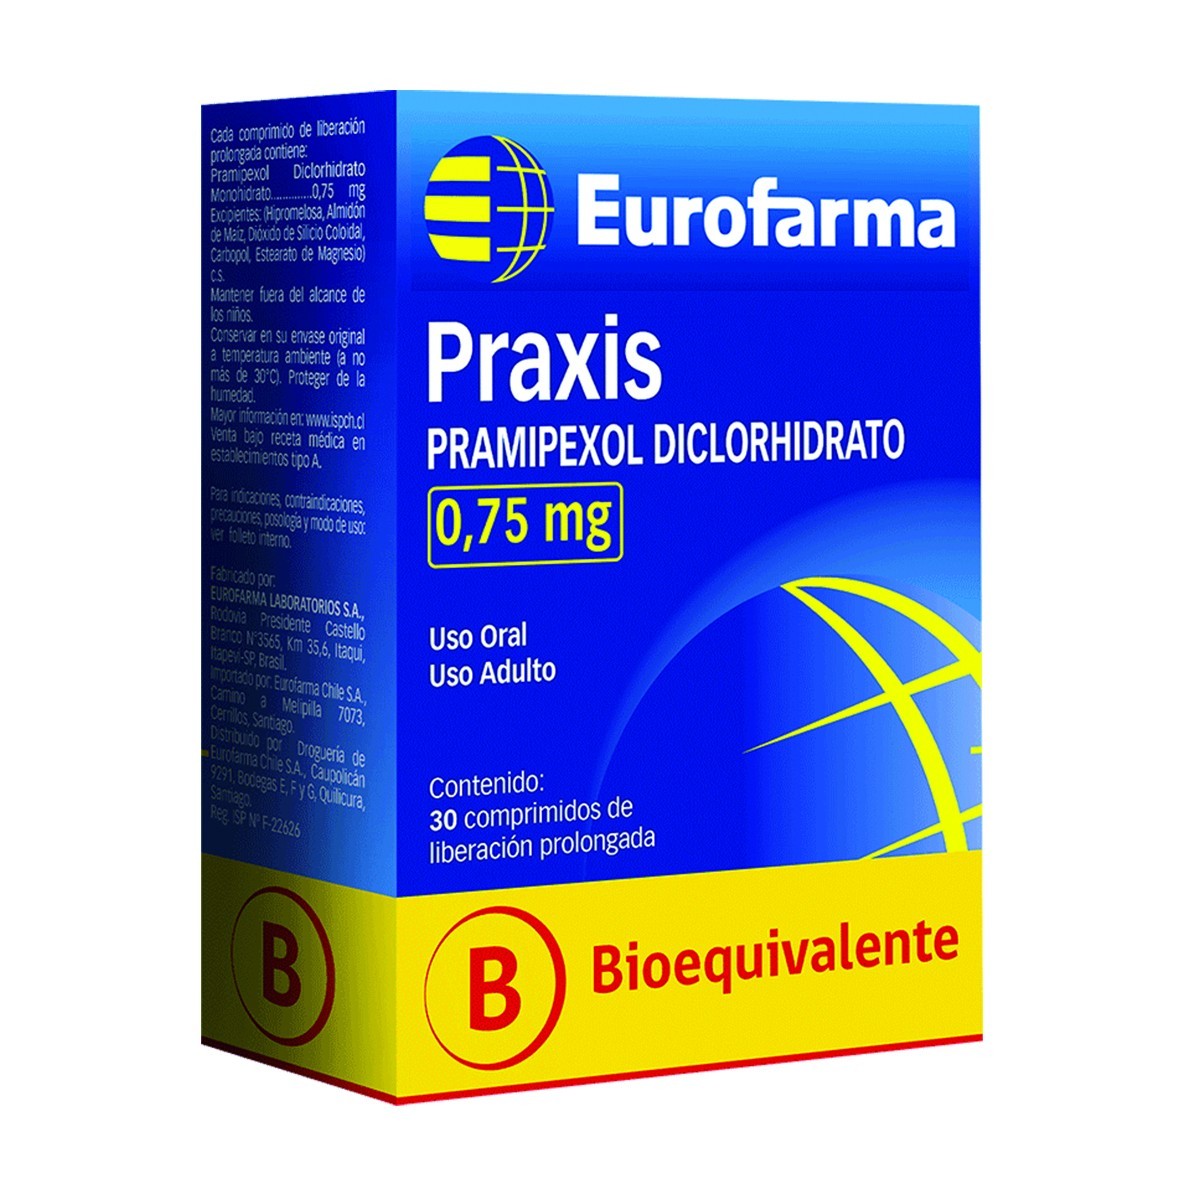 Cada comprimido de liberación
prolongada contiene:
Pramipexol Diclorhidrato
Monohidrato.............0,75 mg
Excipientes: (Hipromelosa, Almidón
de Maíz, Dióxido de Silicio Coloidal,
Carbopol, Estearato de Magnesio)
c.s.
Mantener fuera del alcance de
los niños.
Conservar en su envase original
a temperatura ambiente (a no
más de 30°C). Proteger de la
humedad.
Mayor información en: www.ispch.cl
Venta bajo receta médica en
establecimientos tipo A.
Para indicaciones, contraindicaciones,
precauciones, posología y modo de uso:
ver folleto interno.
Fabricado por:
EUROFARMA LABORATORIOS S.A.,
Rodovia Presidente Castello
Branco N°3565, Km 35,6, Itaqui,
Itapevi-SP, Brasil.
Importado por: Eurofarma Chile S.A.,
Camino a Melipilla 7073,
Cerrillos, Santiago.
Distribuido por Droguería de
Eurofarma Chile S.A., Caupolicán
9291, Bodegas E, F y G, Quilicura,
Santiago.
Reg. ISP N° F-22626
B
Eurofarma
Praxis
PRAMIPEXOL DICLORHIDRATO
0,75 mg
Uso Oral
Uso Adulto
Contenido:
30 comprimidos de
liberación prolongada
B Bioequivalente